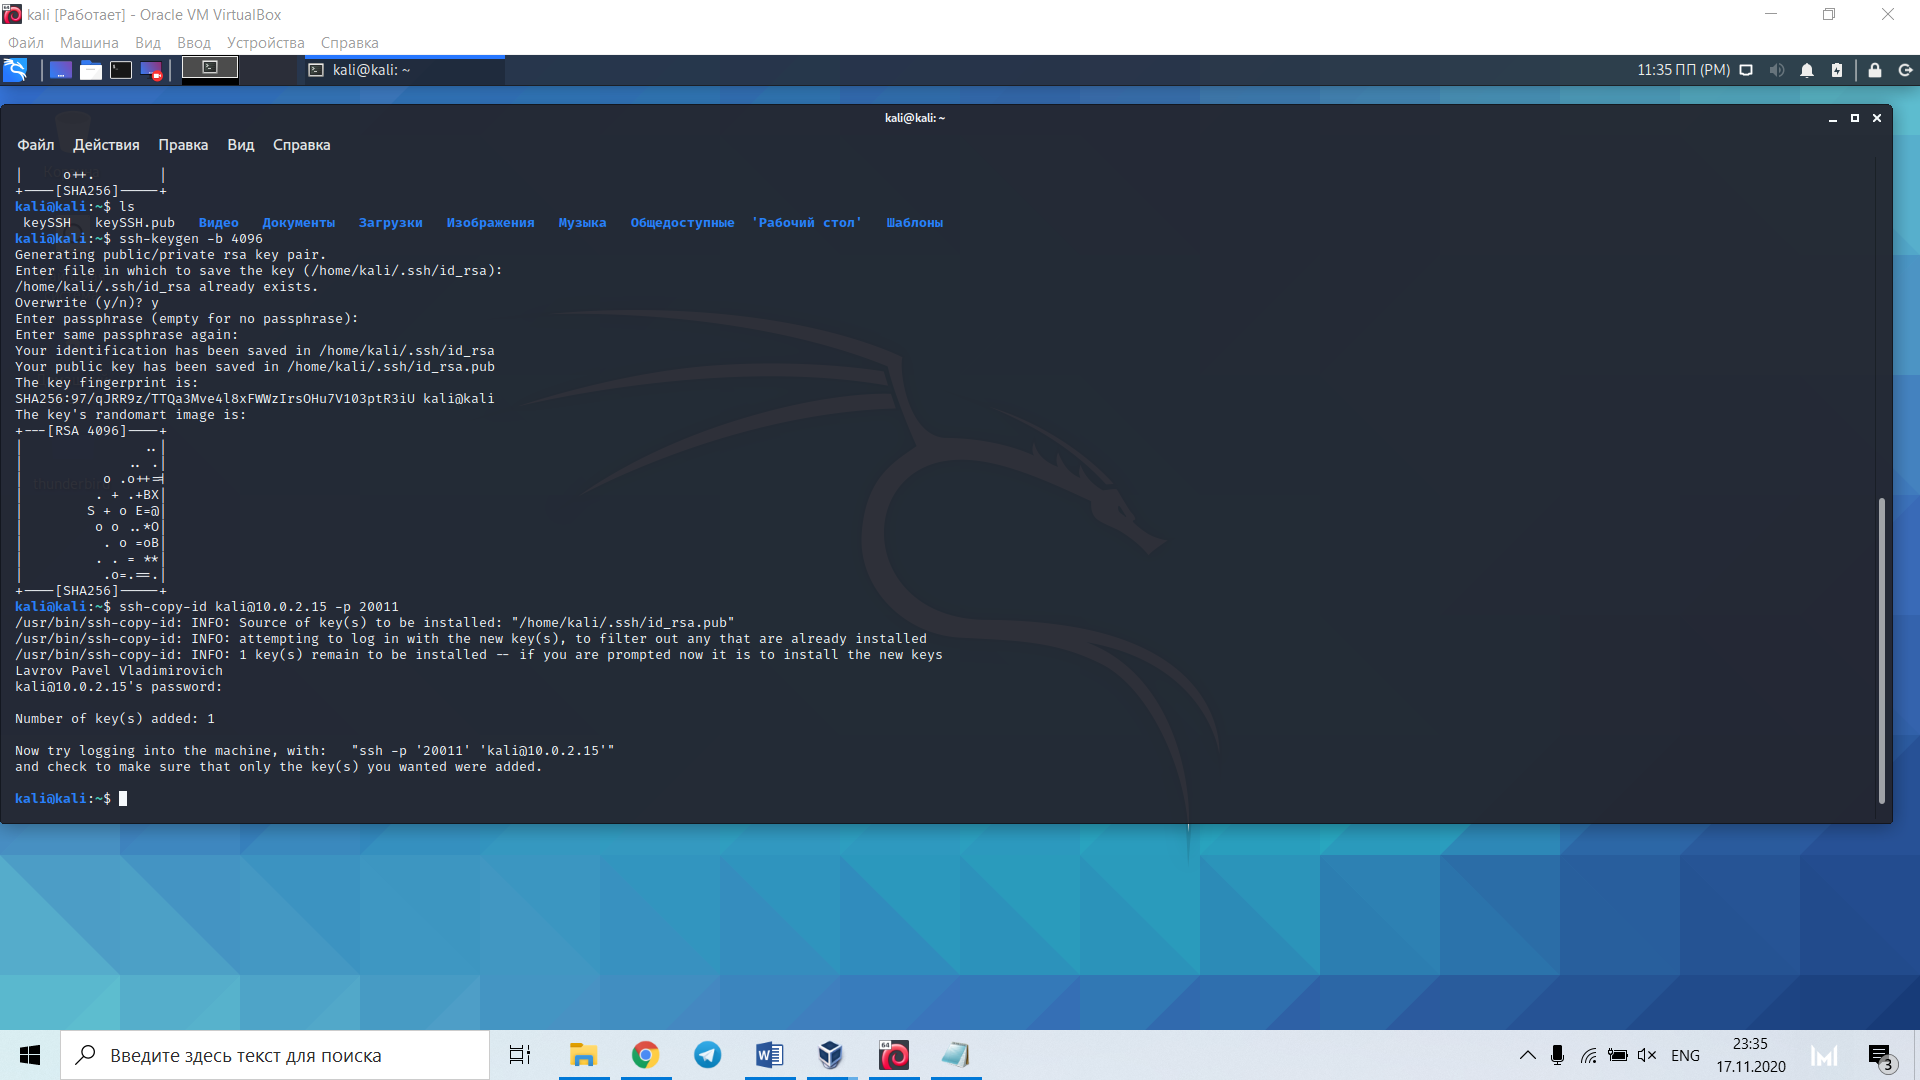 kali [Работает] - Oracle VM VirtualBox
Файл Машина Вид Ввод Устройства Справка
kali@kali: ~
11:35 ПП (PM)
kali@kali: ~
Файл Действия Правка Вид Справка
|     o++.        |
+----[SHA256]-----+
kali@kali:~$ ls
keySSH keySSH.pub Видео Документы Загрузки Изображения Музыка Общедоступные 'Рабочий стол' Шаблоны
kali@kali:~$ ssh-keygen -b 4096
Generating public/private rsa key pair.
Enter file in which to save the key (/home/kali/.ssh/id_rsa):
/home/kali/.ssh/id_rsa already exists.
Overwrite (y/n)? y
Enter passphrase (empty for no passphrase):
Enter same passphrase again:
Your identification has been saved in /home/kali/.ssh/id_rsa
Your public key has been saved in /home/kali/.ssh/id_rsa.pub
The key fingerprint is:
SHA256:97/qJRR9z/TTQa3Mve4l8xFWWzIrsOHu7V103ptR3iU kali@kali
The key's randomart image is:
+---[RSA 4096]----+
|               ..|
|             .. .|
|          o .o++==|
|         . + .+BX|
|        S + o E=@|
|         o o ..*O|
|          . o =oB|
|         . . = **|
|          .o=.==.|
+----[SHA256]-----+
kali@kali:~$ ssh-copy-id kali@10.0.2.15 -p 20011
/usr/bin/ssh-copy-id: INFO: Source of key(s) to be installed: "/home/kali/.ssh/id_rsa.pub"
/usr/bin/ssh-copy-id: INFO: attempting to log in with the new key(s), to filter out any that are already installed
/usr/bin/ssh-copy-id: INFO: 1 key(s) remain to be installed -- if you are prompted now it is to install the new keys
Lavrov Pavel Vladimirovich
kali@10.0.2.15's password:
Number of key(s) added: 1
Now try logging into the machine, with:   "ssh -p '20011' 'kali@10.0.2.15'"
and check to make sure that only the key(s) you wanted were added.
kali@kali:~$
Введите здесь текст для поиска
64
ENG
23:35
17.11.2020
3